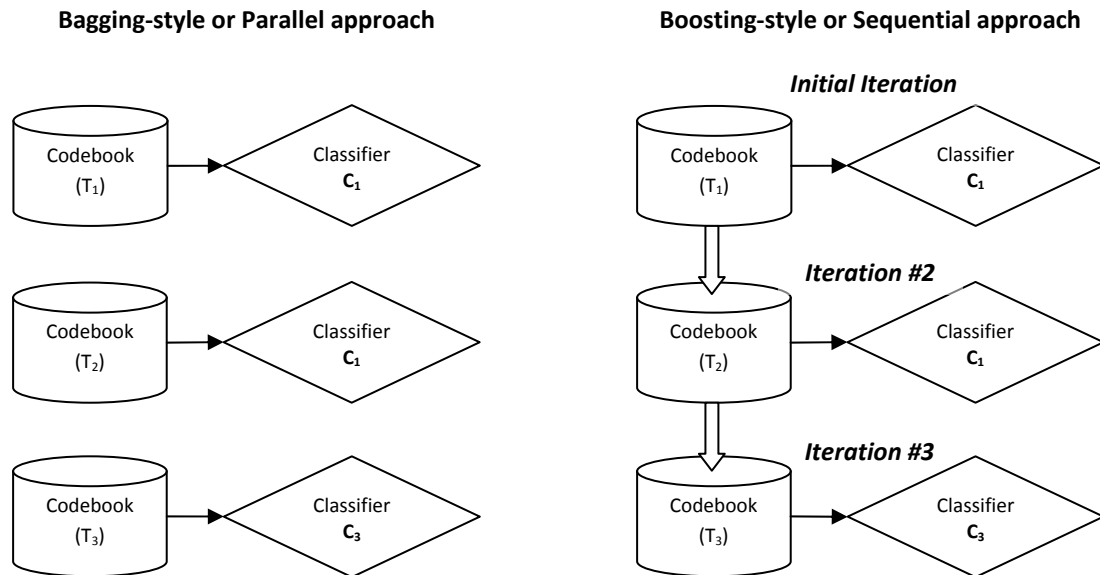 Bagging-style or Parallel approach
Codebook
(T₁)
Classifier
C₁
Codebook
(T₂)
Classifier
C₁
Codebook
(T₃)
Classifier
C₃
Boosting-style or Sequential approach
Initial Iteration
Codebook
(T₁)
Classifier
C₁
Iteration #2
Codebook
(T₂)
Classifier
C₁
Iteration #3
Codebook
(T₃)
Classifier
C₃